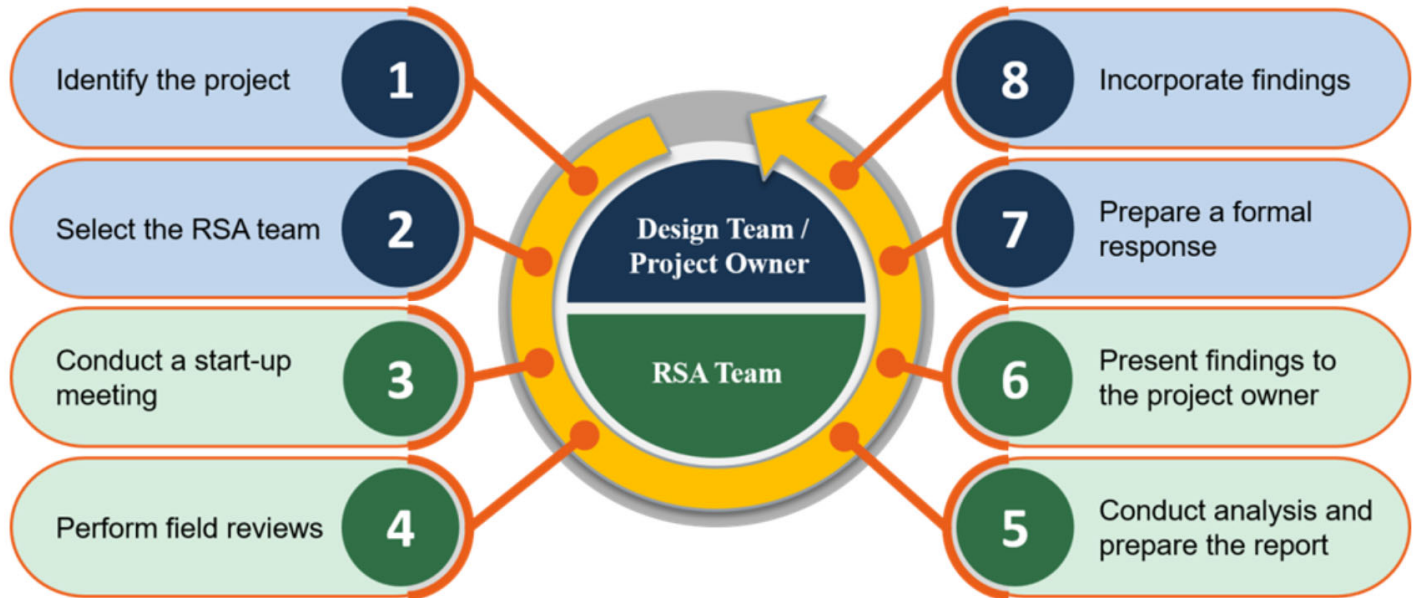 Identify the project
1
Select the RSA team
2
Conduct a start-up
meeting
3
Perform field reviews
4
Design Team /
Project Owner
RSA Team
8
Incorporate findings
7
Prepare a formal
response
6
Present findings to
the project owner
5
Conduct analysis and
prepare the report